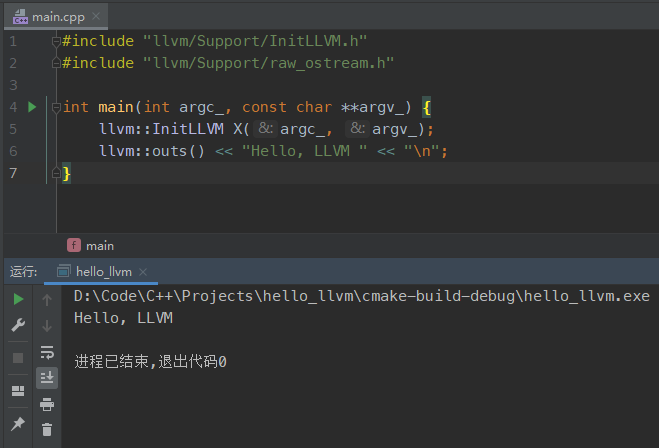 main.cpp
1 #include "llvm/Support/InitLLVM.h"
2 #include "llvm/Support/raw_ostream.h"
3
4 int main(int argc_, const char **argv_) {
5     llvm::InitLLVM X(&: argc_, &: argv_);
6     llvm::outs() << "Hello, LLVM " << "\n";
7 }
f main
运行: hello_llvm
D:\Code\C++\Projects\hello_llvm\cmake-build-debug\hello_llvm.exe
Hello, LLVM
进程已结束,退出代码0